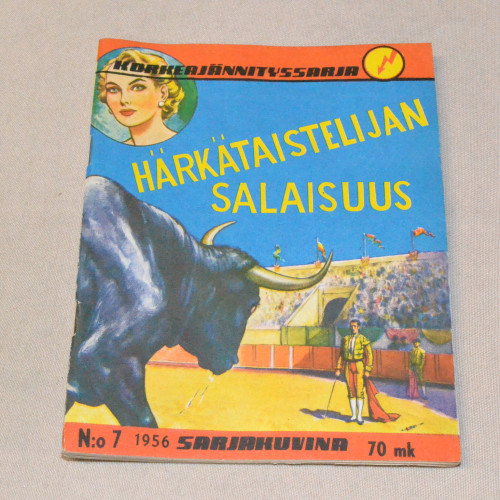 KORKEAJÄNNITYSSARJA
HÄRKÄTAISTELIJAN
SALAISUUS
N:o 7 1956 SARJAKUVINA 70 mk